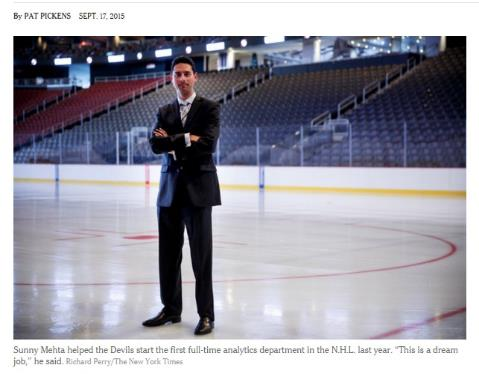 By PAT PICKENS SEPT. 17, 2015
Sunny Mehta helped the Devils start the first full-time analytics department in the N.H.L. last year. “This is a dream
job,” he said. Richard Perry/The New York Times